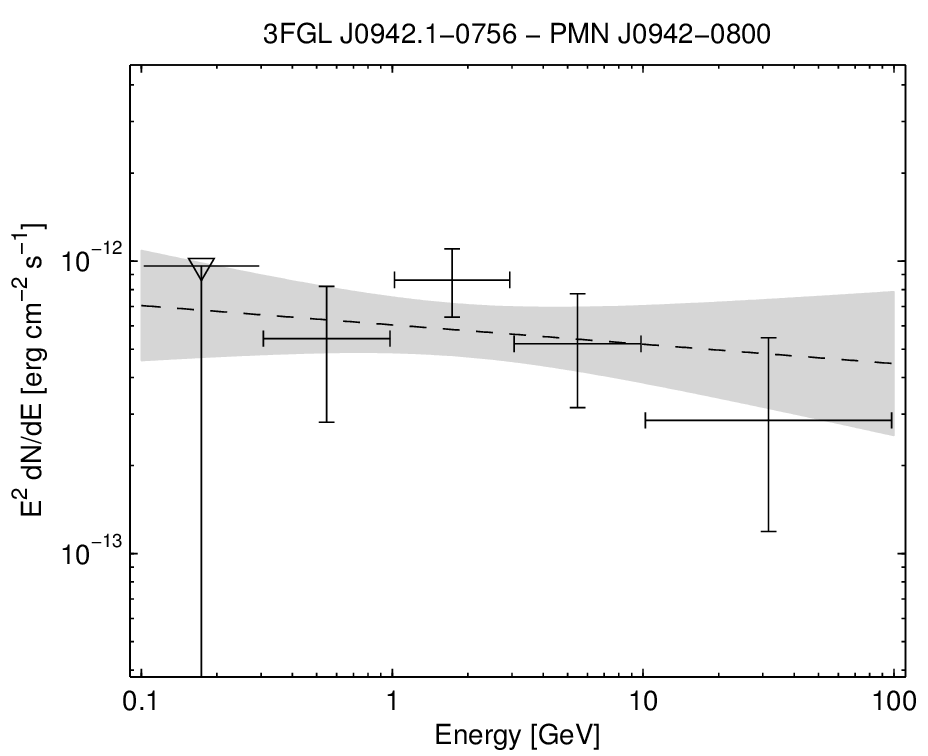 3FGL J0942.1−0756 − PMN J0942−0800
E² dN/dE [erg cm⁻² s⁻¹]
10⁻¹²
10⁻¹³
0.1 1 10 100
Energy [GeV]